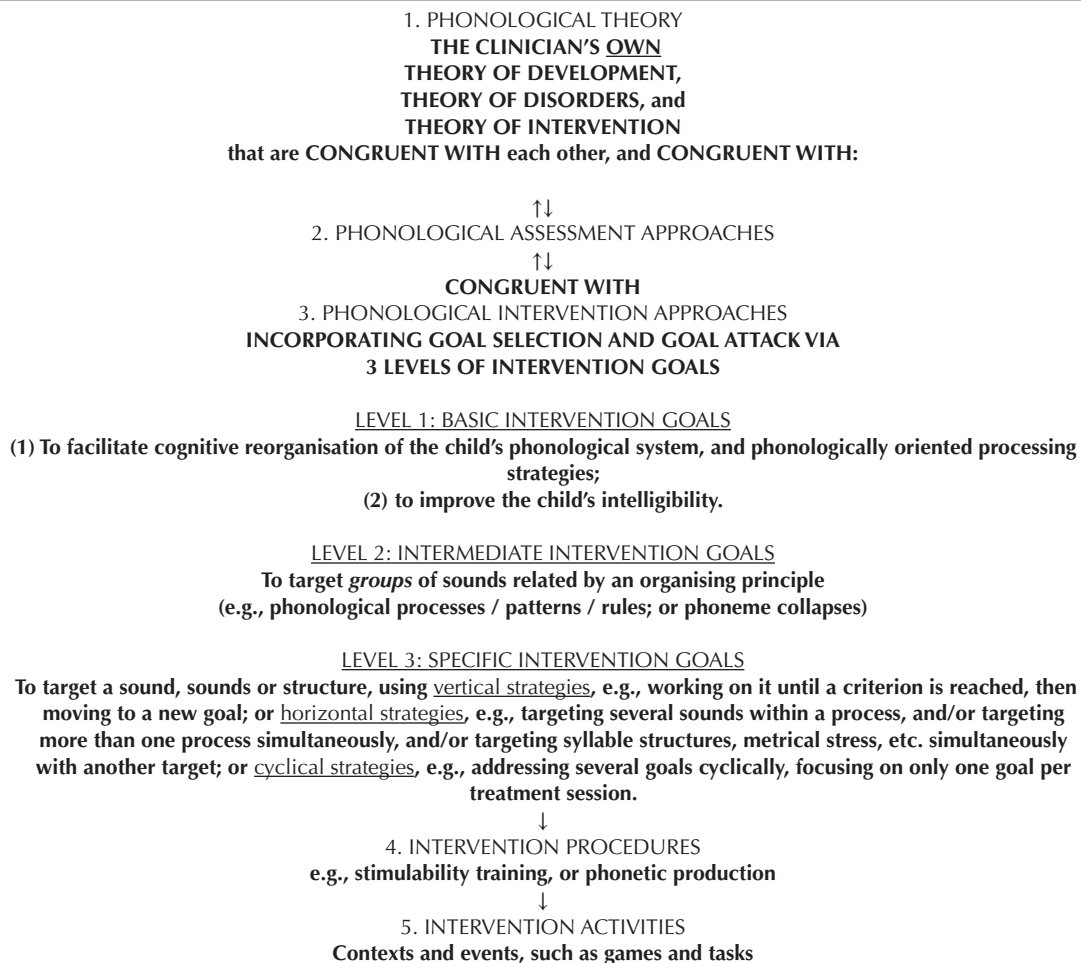 1. PHONOLOGICAL THEORY
THE CLINICIAN'S OWN
THEORY OF DEVELOPMENT,
THEORY OF DISORDERS, and
THEORY OF INTERVENTION
that are CONGRUENT WITH each other, and CONGRUENT WITH:
↑↓
2. PHONOLOGICAL ASSESSMENT APPROACHES
↑↓
CONGRUENT WITH
3. PHONOLOGICAL INTERVENTION APPROACHES
INCORPORATING GOAL SELECTION AND GOAL ATTACK VIA
3 LEVELS OF INTERVENTION GOALS
LEVEL 1: BASIC INTERVENTION GOALS
(1) To facilitate cognitive reorganisation of the child's phonological system, and phonologically oriented processing
strategies;
(2) to improve the child's intelligibility.
LEVEL 2: INTERMEDIATE INTERVENTION GOALS
To target groups of sounds related by an organising principle
(e.g., phonological processes / patterns / rules; or phoneme collapses)
LEVEL 3: SPECIFIC INTERVENTION GOALS
To target a sound, sounds or structure, using vertical strategies, e.g., working on it until a criterion is reached, then
moving to a new goal; or horizontal strategies, e.g., targeting several sounds within a process, and/or targeting
more than one process simultaneously, and/or targeting syllable structures, metrical stress, etc. simultaneously
with another target; or cyclical strategies, e.g., addressing several goals cyclically, focusing on only one goal per
treatment session.
↓
4. INTERVENTION PROCEDURES
e.g., stimulability training, or phonetic production
↓
5. INTERVENTION ACTIVITIES
Contexts and events, such as games and tasks